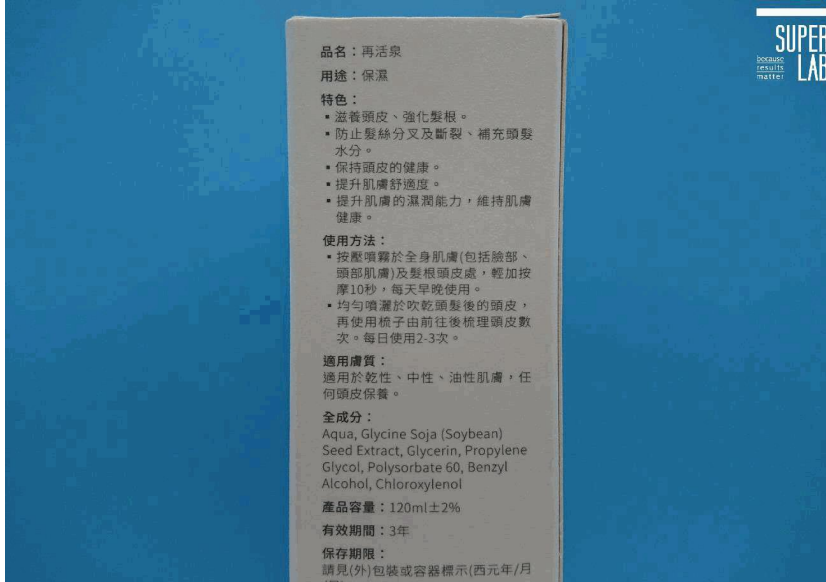 SUPER LAB
because
results
matter
品名：再活泉
用途：保濕
特色：
▪ 滋養頭皮、強化髮根。
▪ 防止髮絲分叉及斷裂、補充頭髮
水分。
▪ 保持頭皮的健康。
▪ 提升肌膚舒適度。
▪ 提升肌膚的濕潤能力，維持肌膚
健康。
使用方法：
▪ 按壓噴霧於全身肌膚(包括臉部、
頭部肌膚)及髮根頭皮處，輕加按
摩10秒，每天早晚使用。
▪ 均勻噴灑於吹乾頭髮後的頭皮，
再使用梳子由前往後梳理頭皮數
次。每日使用2-3次。
適用膚質：
適用於乾性、中性、油性肌膚，任
何頭皮保養。
全成分：
Aqua, Glycine Soja (Soybean)
Seed Extract, Glycerin, Propylene
Glycol, Polysorbate 60, Benzyl
Alcohol, Chloroxylenol
產品容量：120ml±2%
有效期間：3年
保存期限：
請見(外)包裝或容器標示(西元年/月